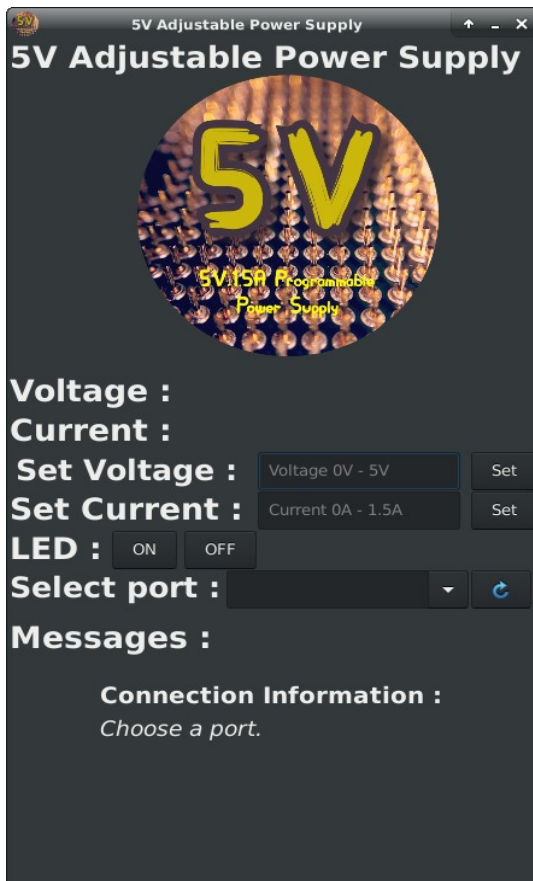 5V Adjustable Power Supply
5V Adjustable Power Supply
5V
5V 1.5A Programmable
Power Supply
Voltage :
Current :
Set Voltage : Voltage 0V - 5V Set
Set Current : Current 0A - 1.5A Set
LED : ON OFF
Select port :
Messages :
Connection Information :
Choose a port.